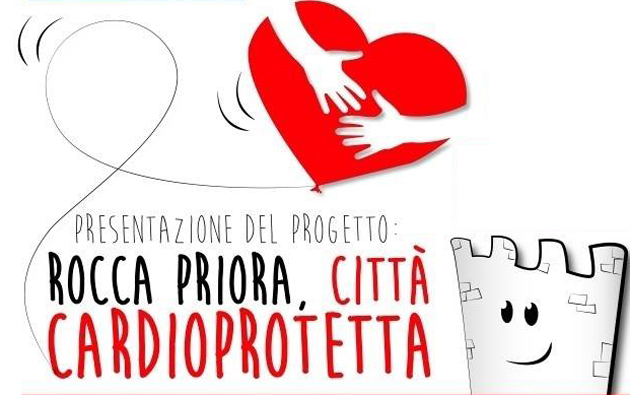 PRESENTAZIONE DEL PROGETTO:
ROCCA PRIORA, CITTÀ
CARDIOPROTETTA